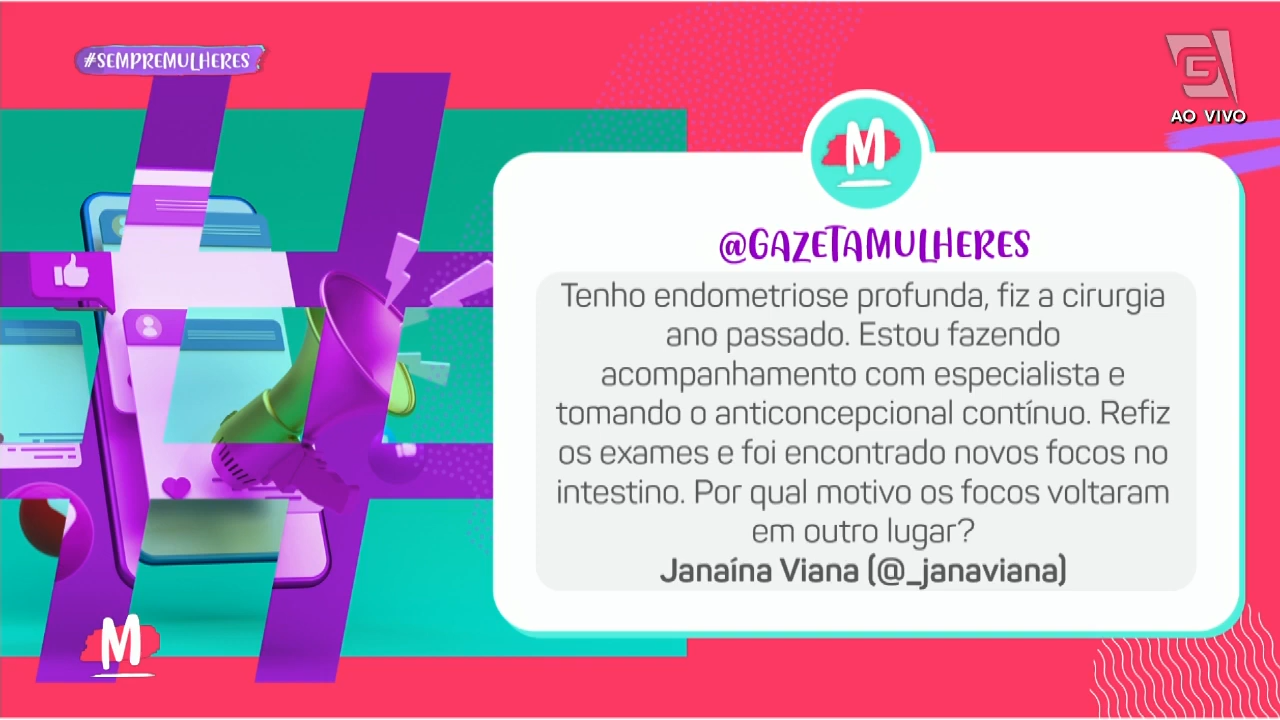 #SEMPREMULHERES
G
AO VIVO
M
@GAZETAMULHERES
Tenho endometriose profunda, fiz a cirurgia
ano passado. Estou fazendo
acompanhamento com especialista e
tomando o anticoncepcional contínuo. Refiz
os exames e foi encontrado novos focos no
intestino. Por qual motivo os focos voltaram
em outro lugar?
Janaína Viana (@_janaviana)
M